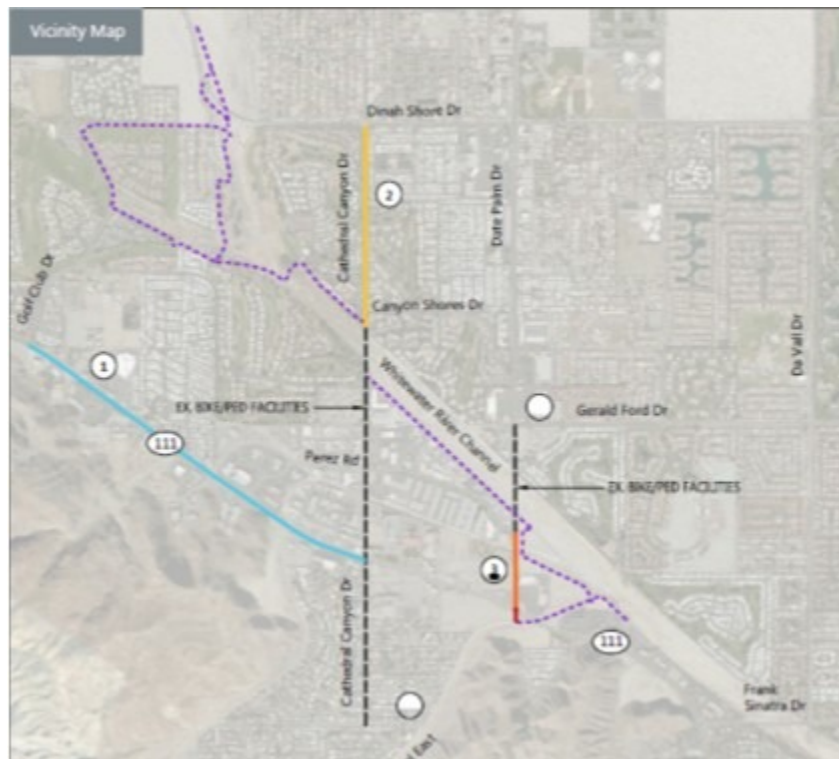 Vicinity Map
Dinah Shore Dr
Cathedral Canyon Dr
2
Date Palm Dr
Golf Club Dr
Canyon Shores Dr
Da Vall Dr
1
Whitewater River Channel
EX. BIKE/PED FACILITIES
Gerald Ford Dr
111
Perez Rd
EX. BIKE/PED FACILITIES
3
Cathedral Canyon Dr
111
Frank
Sinatra Dr
East